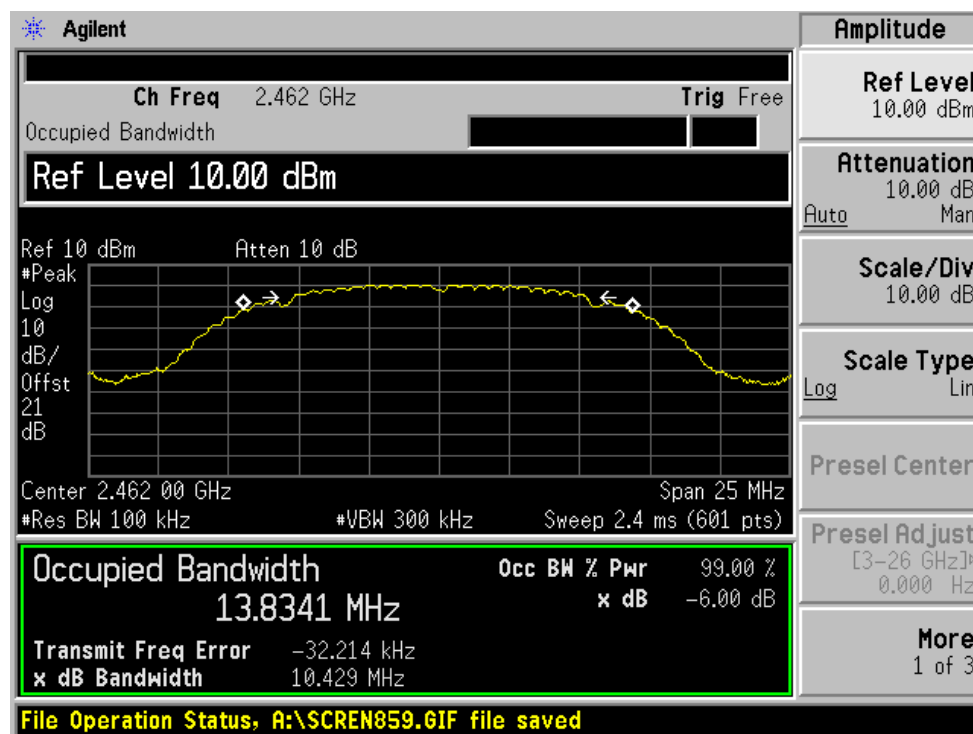 Agilent
Ch Freq 2.462 GHz Trig Free
Occupied Bandwidth
Ref Level 10.00 dBm
Ref 10 dBm Atten 10 dB
#Peak
Log
10
dB/
Offst
21
dB
Center 2.462 00 GHz Span 25 MHz
#Res BW 100 kHz #VBW 300 kHz Sweep 2.4 ms (601 pts)
Occupied Bandwidth Occ BW % Pwr 99.00 %
13.8341 MHz x dB -6.00 dB
Transmit Freq Error -32.214 kHz
x dB Bandwidth 10.429 MHz
File Operation Status, A:\SCREN859.GIF file saved
Amplitude
Ref Level
10.00 dBm
Attenuation
10.00 dB
Auto Man
Scale/Div
10.00 dB
Scale Type
Log Lin
Presel Center
Presel Adjust
[3-26 GHz]
0.000 Hz
More
1 of 3